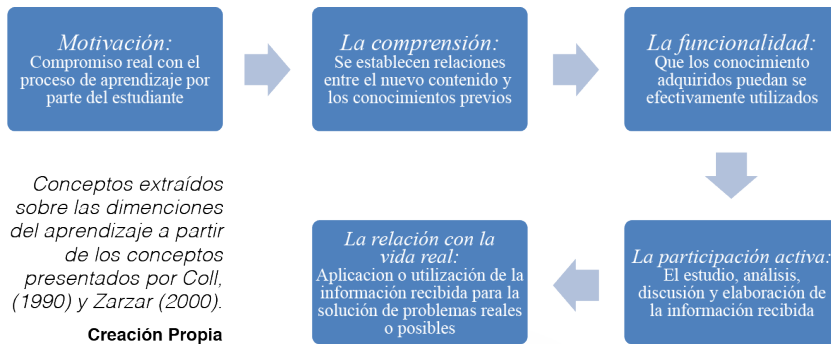 Motivación:
Compromiso real con el
proceso de aprendizaje por
parte del estudiante
La comprensión:
Se establecen relaciones
entre el nuevo contenido y
los conocimientos previos
La funcionalidad:
Que los conocimiento
adquiridos puedan se
efectivamente utilizados
La participación activa:
El estudio, análisis,
discusión y elaboración de
la información recibida
La relación con la
vida real:
Aplicacion o utilización de la
información recibida para la
solución de problemas reales
o posibles
Conceptos extraídos
sobre las dimenciones
del aprendizaje a partir
de los conceptos
presentados por Coll,
(1990) y Zarzar (2000).
Creación Propia